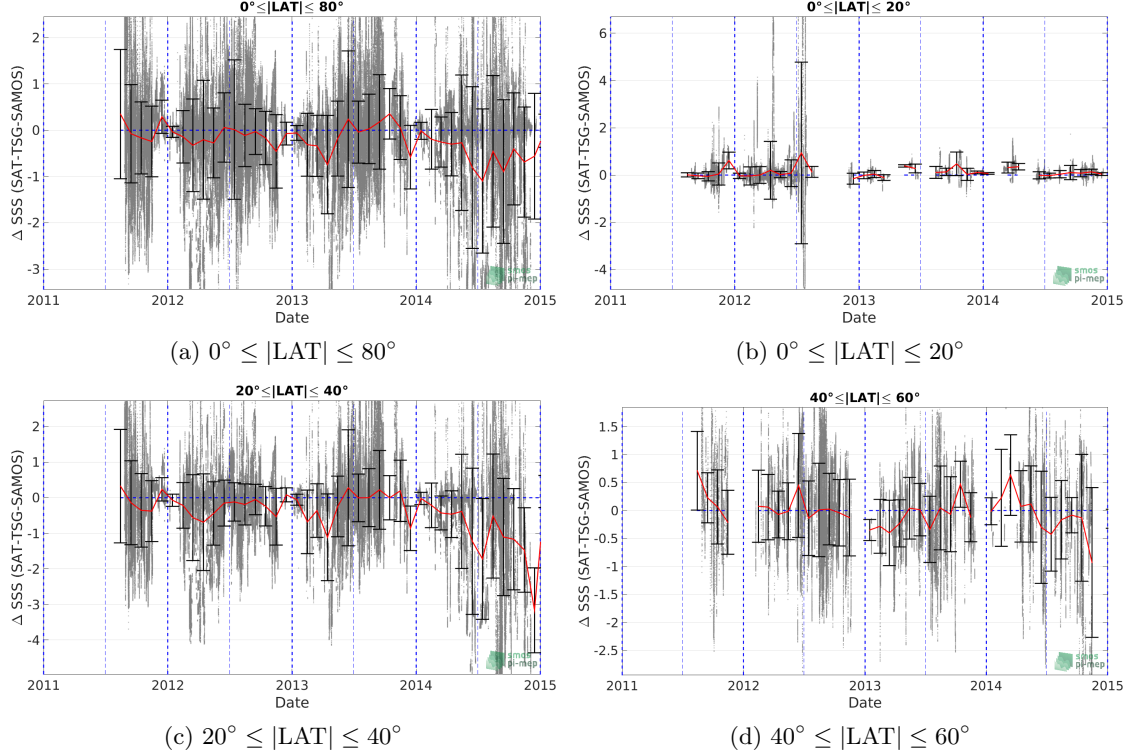 0°≤|LAT|≤ 80°
Δ SSS (SAT-TSG-SAMOS)
2
1
0
-1
-2
-3
smos
pi-mep
2011 2012 2013 2014 2015
Date
(a) 0° ≤ |LAT| ≤ 80°
0°≤|LAT|≤ 20°
Δ SSS (SAT-TSG-SAMOS)
6
4
2
0
-2
-4
smos
pi-mep
2011 2012 2013 2014 2015
Date
(b) 0° ≤ |LAT| ≤ 20°
20°≤|LAT|≤ 40°
Δ SSS (SAT-TSG-SAMOS)
2
1
0
-1
-2
-3
-4
smos
pi-mep
2011 2012 2013 2014 2015
Date
(c) 20° ≤ |LAT| ≤ 40°
40°≤|LAT|≤ 60°
Δ SSS (SAT-TSG-SAMOS)
1.5
1
0.5
0
-0.5
-1
-1.5
-2
-2.5
smos
pi-mep
2011 2012 2013 2014 2015
Date
(d) 40° ≤ |LAT| ≤ 60°